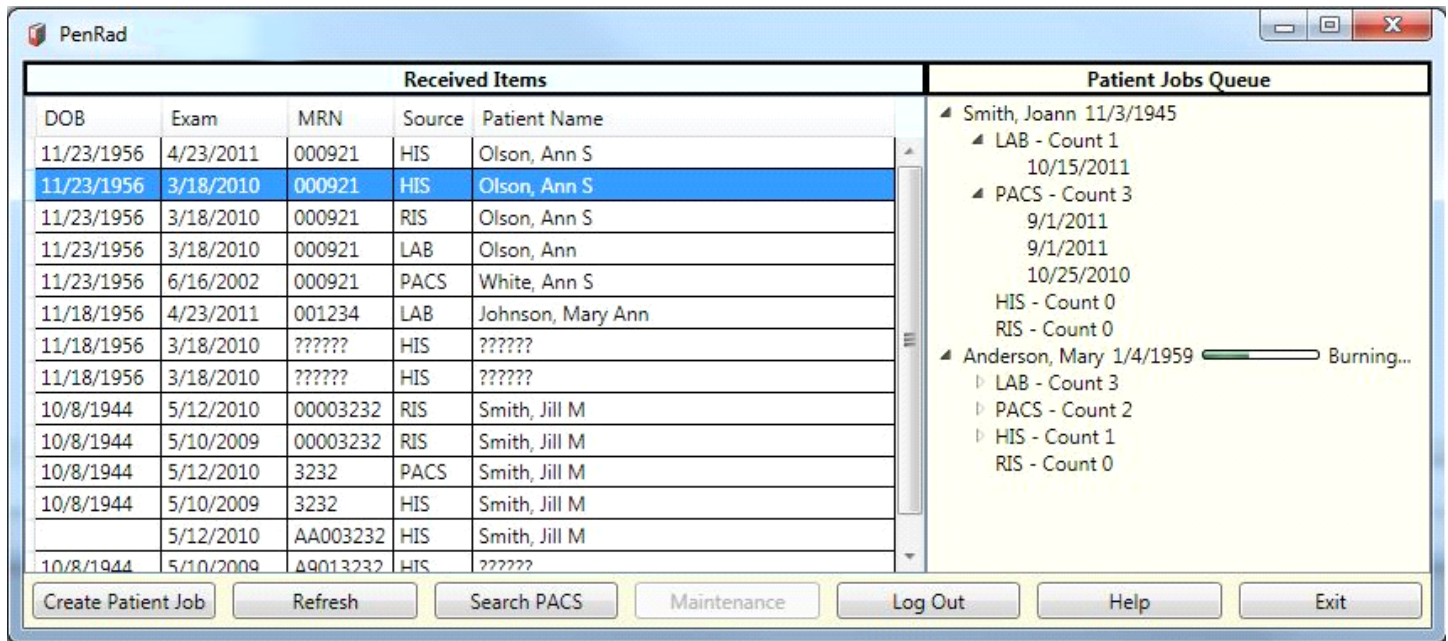 PenRad
Received Items
DOB Exam MRN Source Patient Name
11/23/1956 4/23/2011 000921 HIS Olson, Ann S
11/23/1956 3/18/2010 000921 HIS Olson, Ann S
11/23/1956 3/18/2010 000921 RIS Olson, Ann S
11/23/1956 3/18/2010 000921 LAB Olson, Ann
11/23/1956 6/16/2002 000921 PACS White, Ann S
11/18/1956 4/23/2011 001234 LAB Johnson, Mary Ann
11/18/1956 3/18/2010 ?????? HIS ??????
11/18/1956 3/18/2010 ?????? HIS ??????
10/8/1944 5/12/2010 00003232 RIS Smith, Jill M
10/8/1944 5/10/2009 00003232 RIS Smith, Jill M
10/8/1944 5/12/2010 3232 PACS Smith, Jill M
10/8/1944 5/10/2009 3232 HIS Smith, Jill M
5/12/2010 AA003232 HIS Smith, Jill M
10/8/1944 5/10/2009 A9013232 HIS ??????
Patient Jobs Queue
Smith, Joann 11/3/1945
LAB - Count 1
10/15/2011
PACS - Count 3
9/1/2011
9/1/2011
10/25/2010
HIS - Count 0
RIS - Count 0
Anderson, Mary 1/4/1959 Burning...
LAB - Count 3
PACS - Count 2
HIS - Count 1
RIS - Count 0
Create Patient Job Refresh Search PACS Maintenance Log Out Help Exit